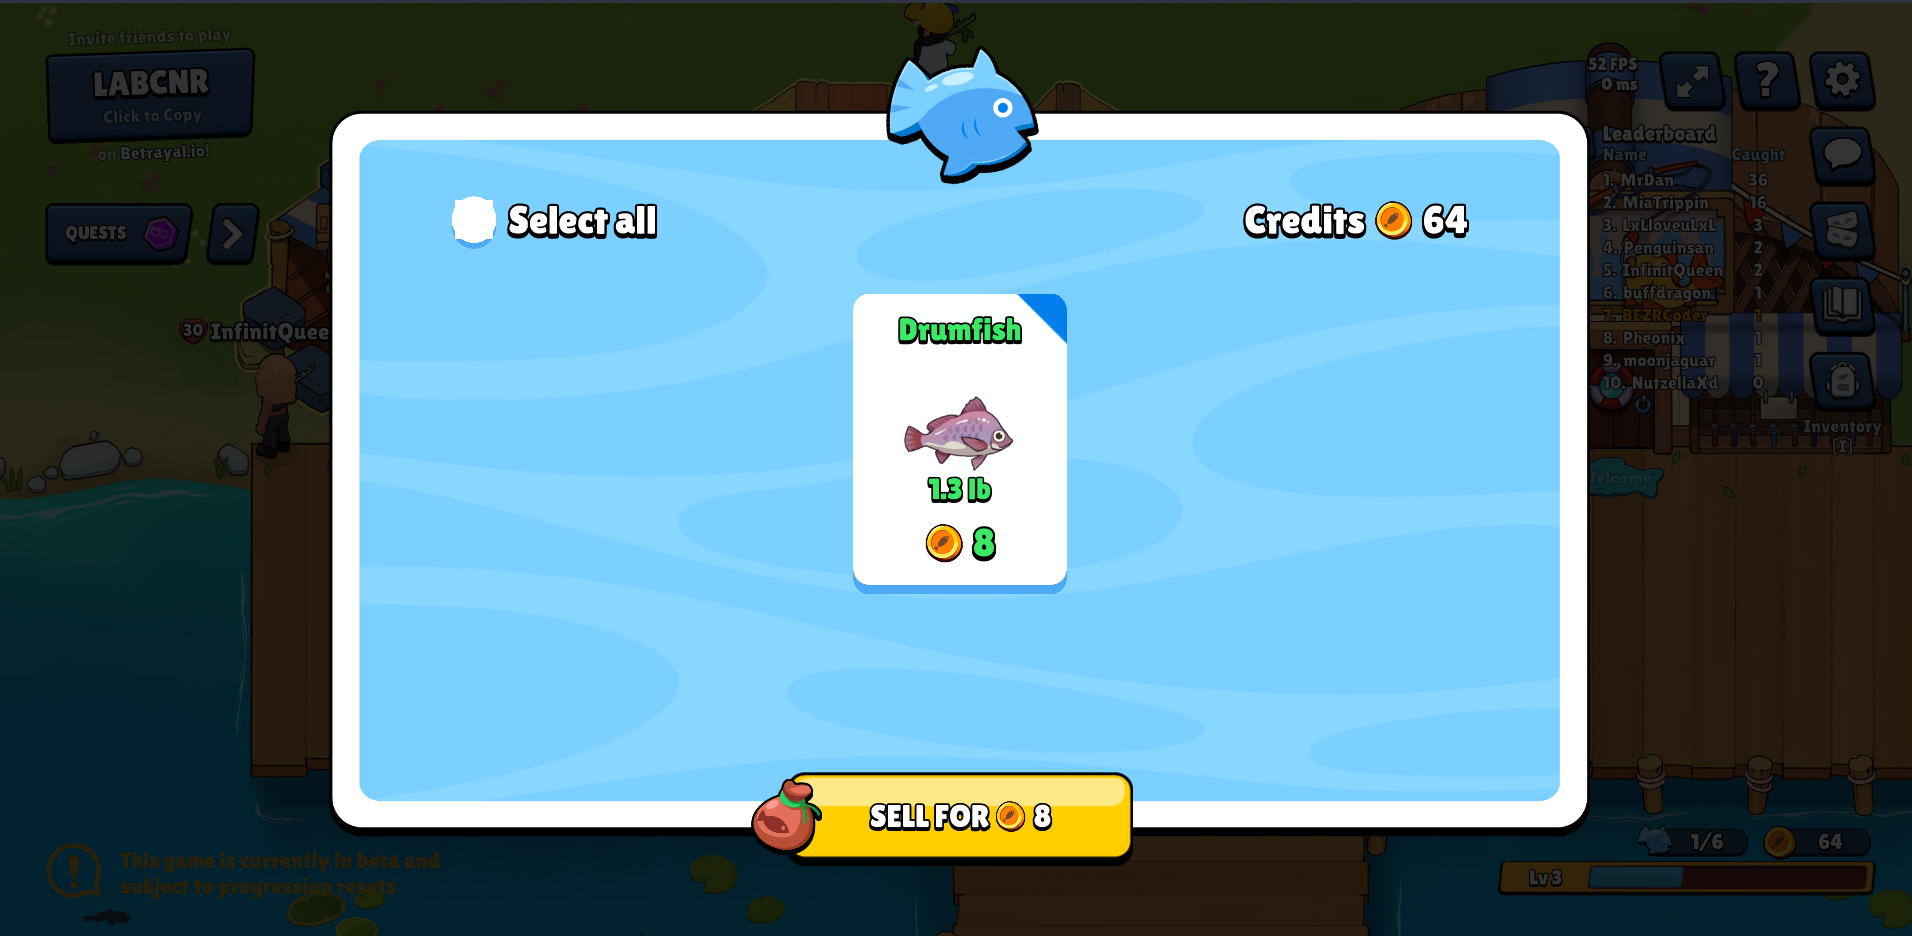 Invite friends to play
LABCNR
Click to Copy
on Betrayal.io!
QUESTS
30 InfinitQuee
Select all
Credits 64
Drumfish
1.3 lb
8
SELL FOR 8
52 FPS
0 ms
?
Leaderboard
Name Caught
1. MrDan 36
2. MiaTrippin 16
3. LxLloveuLxL 3
4. Penguinsan 2
5. InfinitQueen 2
6. buffdragon 1
7. BEZRCoder 1
8. Pheonix 1
9. moonjaguar 1
10. NutzellaXd 0
Inventory
[I]
Welcome
This game is currently in beta and
subject to progression resets
1/6 64
Lv 3